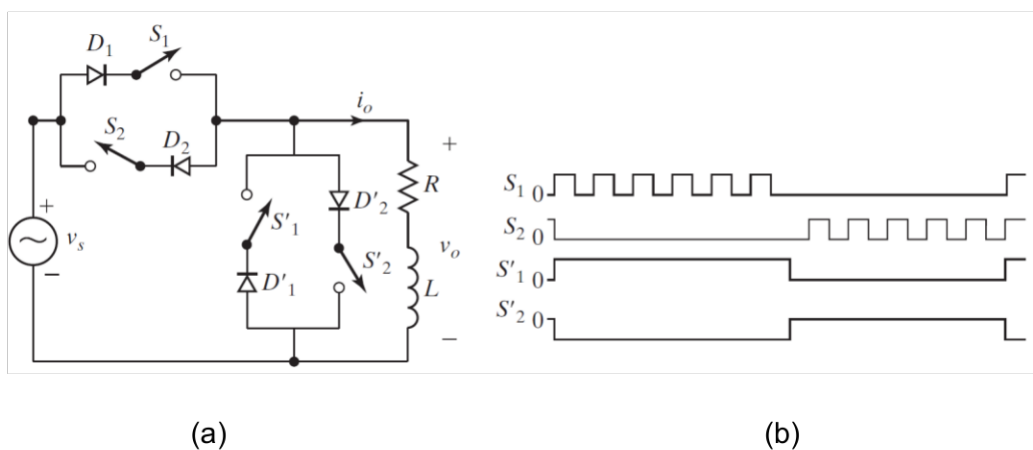 D₁ S₁
S₂ D₂
iₒ
+
R
D'₂
S'₁
+
vₛ
−
S'₂
vₒ
D'₁
L
−
S₁ 0
S₂ 0
S'₁ 0
S'₂ 0
(a) (b)